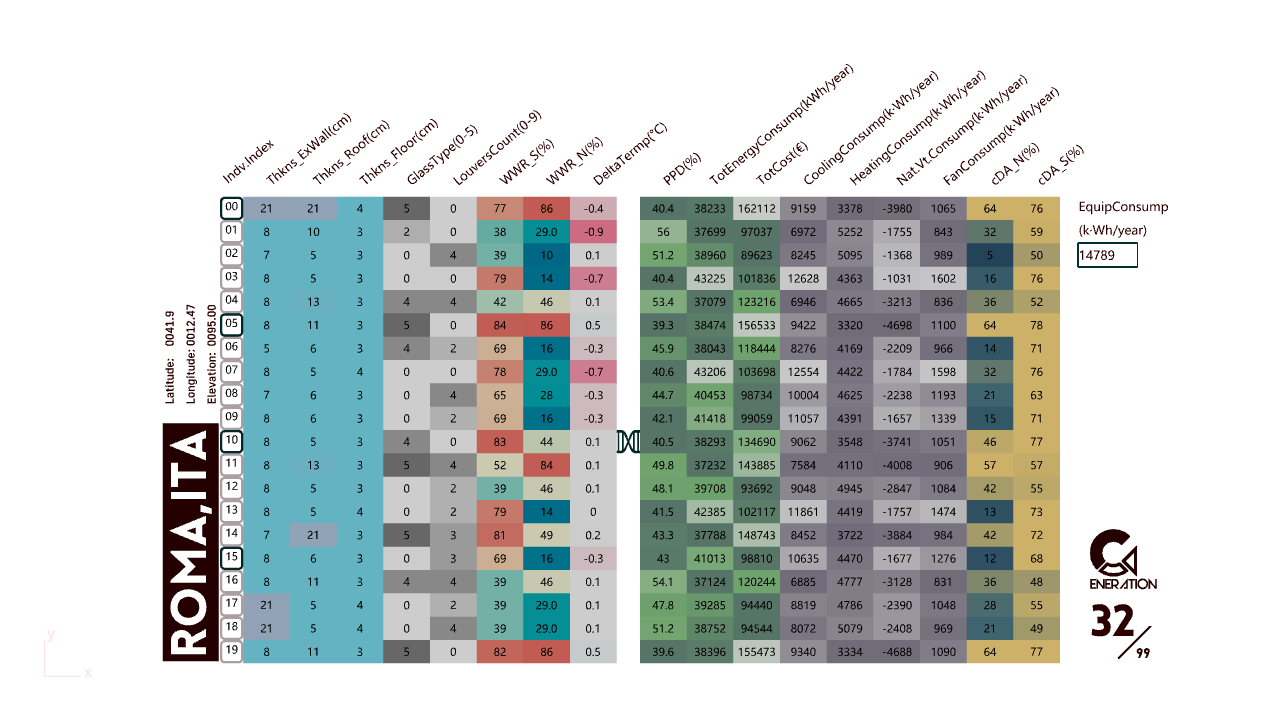 Indv.Index Thkns_ExWall(cm) Thkns_Roof(cm) Thkns_Floor(cm) GlassType(0-5) LouversCount(0-9) WWR_S(%) WWR_N(%) DeltaTermp(°C) PPD(%) TotEnergyConsump(kWh/year) TotCost(€) CoolingConsump(k·Wh/year) HeatingConsump(k·Wh/year) Nat.Vt.Consump(k·Wh/year) FanConsump(k·Wh/year) cDA_N(%) cDA_S(%)
00 21 21 4 5 0 77 86 -0.4 40.4 38233 162112 9159 3378 -3980 1065 64 76
01 8 10 3 2 0 38 29.0 -0.9 56 37699 97037 6972 5252 -1755 843 32 59
02 7 5 3 0 4 39 10 0.1 51.2 38960 89623 8245 5095 -1368 989 5 50
03 8 5 3 0 0 79 14 -0.7 40.4 43225 101836 12628 4363 -1031 1602 16 76
04 8 13 3 4 4 42 46 0.1 53.4 37079 123216 6946 4665 -3213 836 36 52
05 8 11 3 5 0 84 86 0.5 39.3 38474 156533 9422 3320 -4698 1100 64 78
06 5 6 3 4 2 69 16 -0.3 45.9 38043 118444 8276 4169 -2209 966 14 71
07 8 5 4 0 0 78 29.0 -0.7 40.6 43206 103698 12554 4422 -1784 1598 32 76
08 7 6 3 0 4 65 28 -0.3 44.7 40453 98734 10004 4625 -2238 1193 21 63
09 8 6 3 0 2 69 16 -0.3 42.1 41418 99059 11057 4391 -1657 1339 15 71
10 8 5 3 4 0 83 44 0.1 40.5 38293 134690 9062 3548 -3741 1051 46 77
11 8 13 3 5 4 52 84 0.1 49.8 37232 143885 7584 4110 -4008 906 57 57
12 8 5 3 0 2 39 46 0.1 48.1 39708 93692 9048 4945 -2847 1084 42 55
13 8 5 4 0 2 79 14 0 41.5 42385 102117 11861 4419 -1757 1474 13 73
14 7 21 3 5 3 81 49 0.2 43.3 37788 148743 8452 3722 -3884 984 42 72
15 8 6 3 0 3 69 16 -0.3 43 41013 98810 10635 4470 -1677 1276 12 68
16 8 11 3 4 4 39 46 0.1 54.1 37124 120244 6885 4777 -3128 831 36 48
17 21 5 4 0 2 39 29.0 0.1 47.8 39285 94440 8819 4786 -2390 1048 28 55
18 21 5 4 0 4 39 29.0 0.1 51.2 38752 94544 8072 5079 -2408 969 21 49
19 8 11 3 5 0 82 86 0.5 39.6 38396 155473 9340 3334 -4688 1090 64 77
EquipConsump
(k·Wh/year)
14789
Latitude: 0041.9
Longitude: 0012.47
Elevation: 0095.00
ROMA,ITA
ENERATION
32/99
y
x